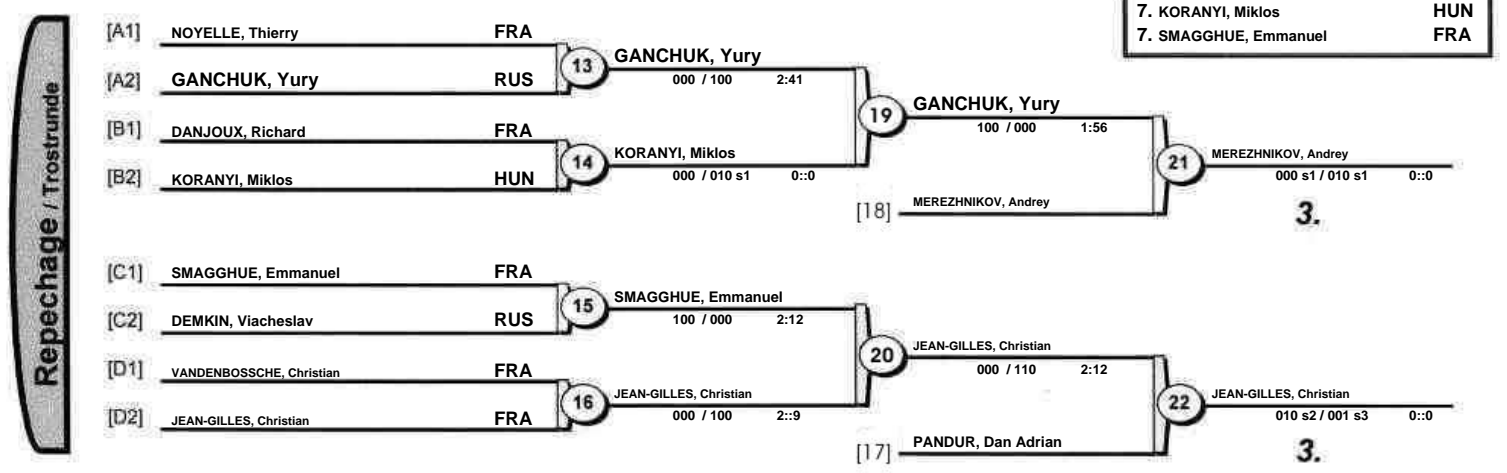 7. KORANYI, Miklos HUN
7. SMAGGHUE, Emmanuel FRA
Repechage / Trostrunde
[A1] NOYELLE, Thierry FRA
13 GANCHUK, Yury
000 / 100 2:41
[A2] GANCHUK, Yury RUS
19 GANCHUK, Yury
100 / 000 1:56
[B1] DANJOUX, Richard FRA
14 KORANYI, Miklos
000 / 010 s1 0::0
[B2] KORANYI, Miklos HUN
21 MEREZHNIKOV, Andrey
000 s1 / 010 s1 0::0
[18] MEREZHNIKOV, Andrey
3.
[C1] SMAGGHUE, Emmanuel FRA
15 SMAGGHUE, Emmanuel
100 / 000 2:12
[C2] DEMKIN, Viacheslav RUS
20 JEAN-GILLES, Christian
000 / 110 2:12
[D1] VANDENBOSSCHE, Christian FRA
16 JEAN-GILLES, Christian
000 / 100 2::9
[D2] JEAN-GILLES, Christian FRA
22 JEAN-GILLES, Christian
010 s2 / 001 s3 0::0
[17] PANDUR, Dan Adrian
3.